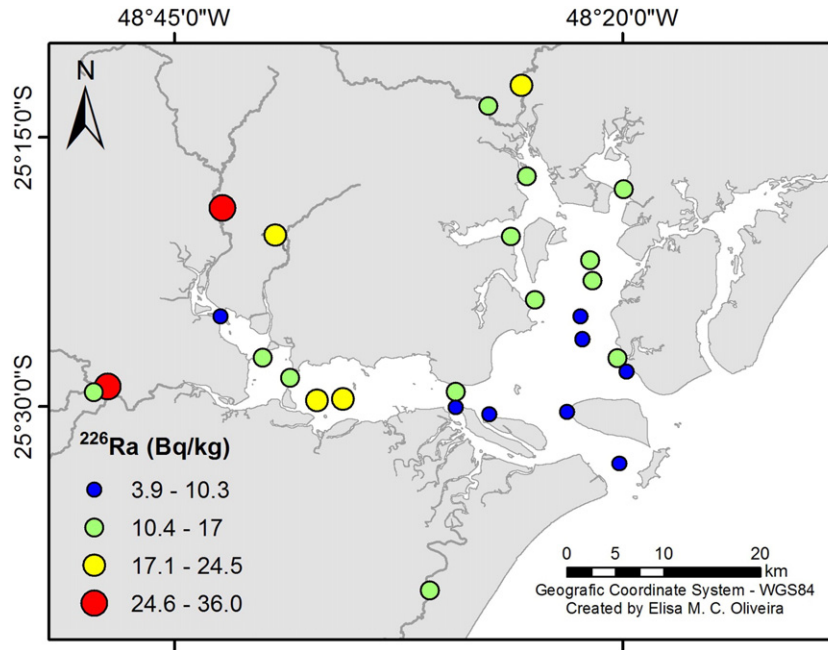 48°45'0"W 48°20'0"W
N
25°15'0"S
25°30'0"S
²²⁶Ra (Bq/kg)
3.9 - 10.3
10.4 - 17
17.1 - 24.5
24.6 - 36.0
0 5 10 20
km
Geografic Coordinate System - WGS84
Created by Elisa M. C. Oliveira